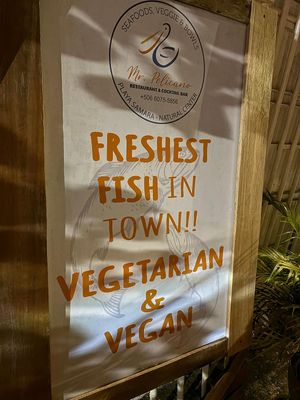 SEAFOODS, VEGGIE & BOWLS
Mr. Pelicano
RESTAURANT & COCKTAIL BAR
+506 6075-5856
PLAYA SAMARA - NATURAL CENTER
FRESHEST
FISH IN
TOWN!!
VEGETARIAN
&
VEGAN